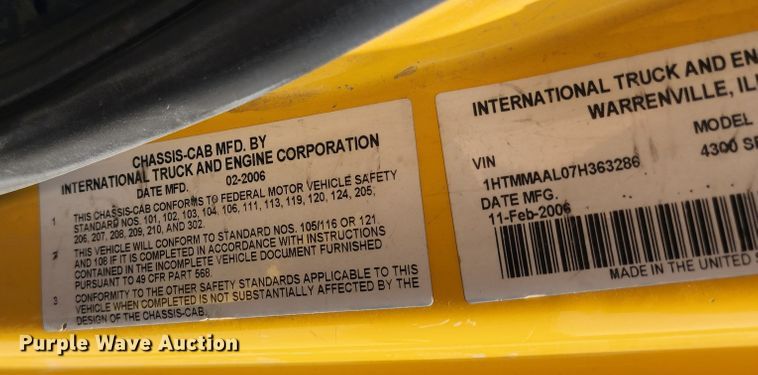 CHASSIS-CAB MFD. BY
INTERNATIONAL TRUCK AND ENGINE CORPORATION
DATE MFD. 02-2006
1 THIS CHASSIS-CAB CONFORMS TO FEDERAL MOTOR VEHICLE SAFETY
STANDARD NOS. 101, 102, 103, 104, 106, 111, 113, 119, 120, 124, 205,
206, 207, 208, 209, 210, AND 302.
2 THIS VEHICLE WILL CONFORM TO STANDARD NOS. 105/116 OR 121
AND 108 IF IT IS COMPLETED IN ACCORDANCE WITH INSTRUCTIONS
CONTAINED IN THE INCOMPLETE VEHICLE DOCUMENT FURNISHED
PURSUANT TO 49 CFR PART 568.
3 CONFORMITY TO THE OTHER SAFETY STANDARDS APPLICABLE TO THIS
VEHICLE WHEN COMPLETED IS NOT SUBSTANTIALLY AFFECTED BY THE
DESIGN OF THE CHASSIS-CAB.
INTERNATIONAL TRUCK AND EN
WARRENVILLE, ILI
VIN MODEL
1HTMMAAL07H363286 4300 SE
DATE MFG.
11-Feb-2006
MADE IN THE UNITED S
Purple Wave Auction